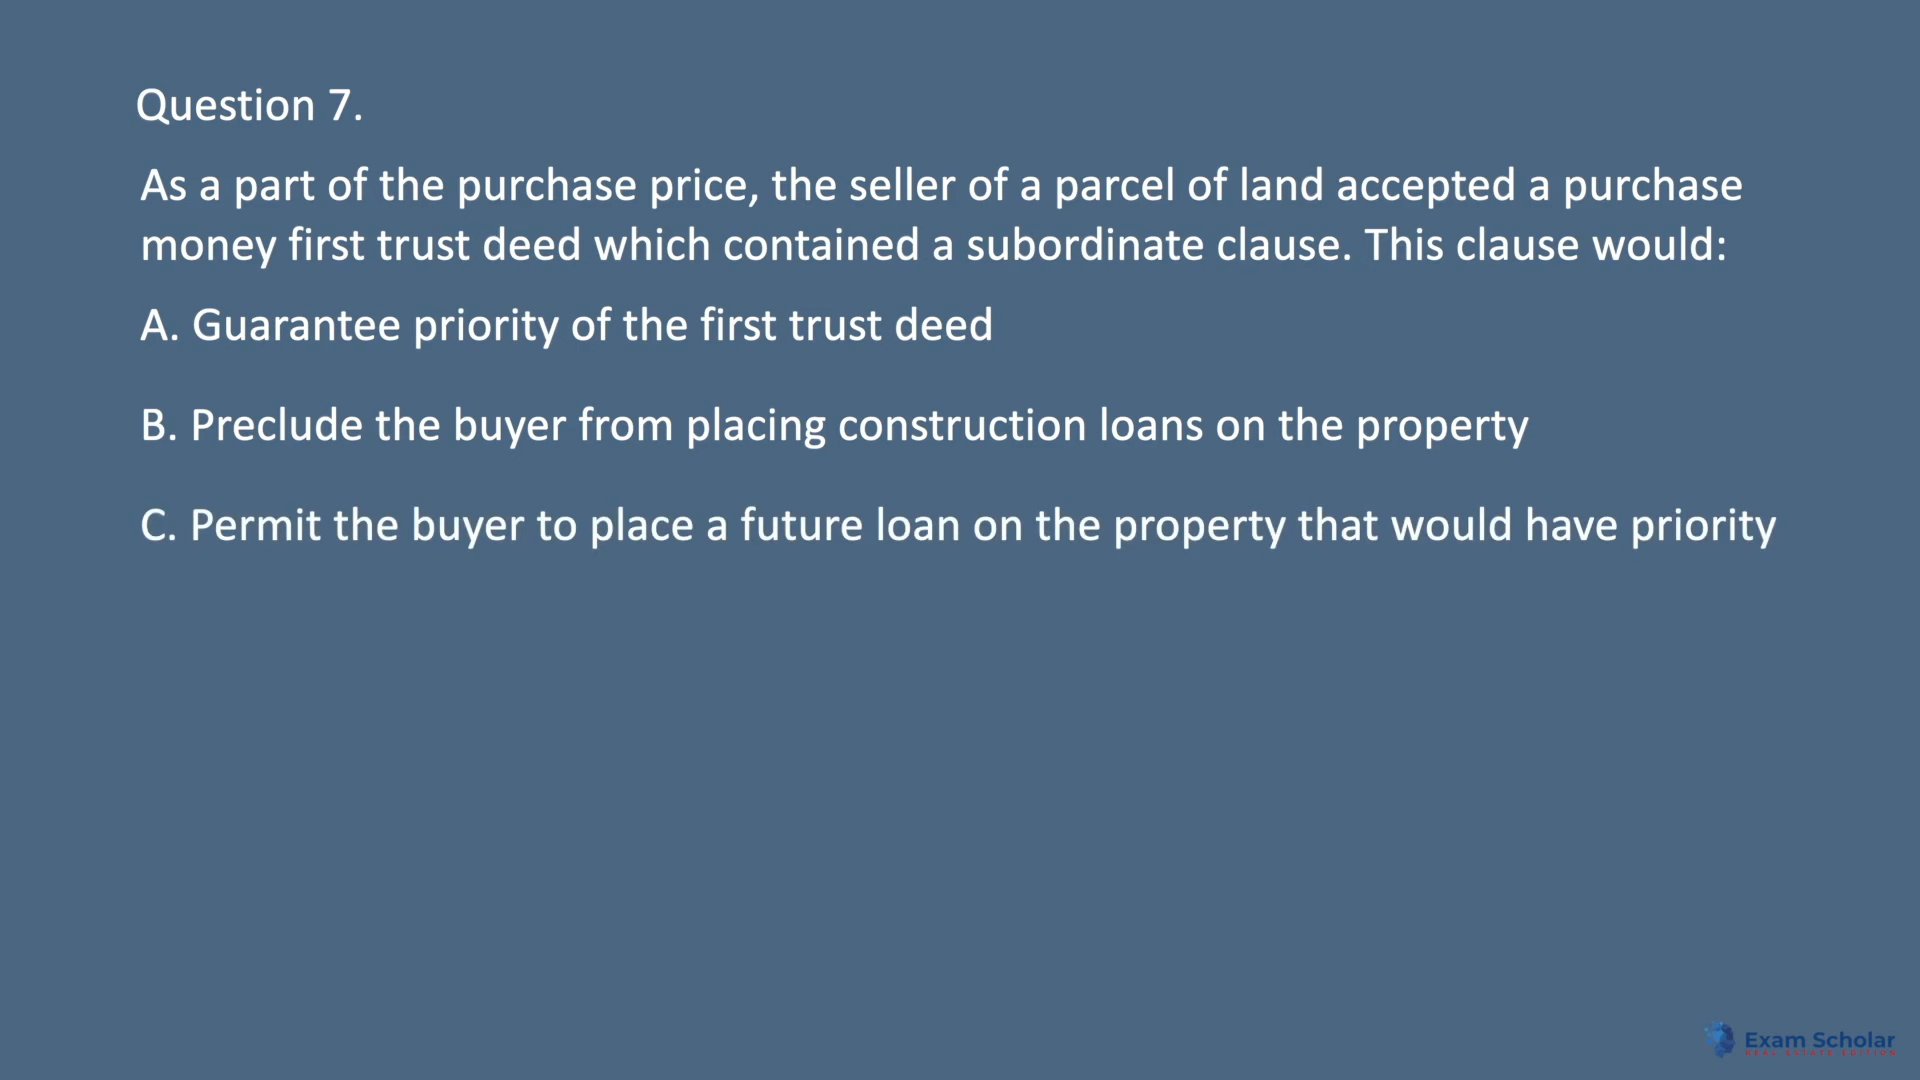 Question 7.
As a part of the purchase price, the seller of a parcel of land accepted a purchase
money first trust deed which contained a subordinate clause. This clause would:
A. Guarantee priority of the first trust deed
B. Preclude the buyer from placing construction loans on the property
C. Permit the buyer to place a future loan on the property that would have priority
Exam Scholar
REAL ESTATE EDITION